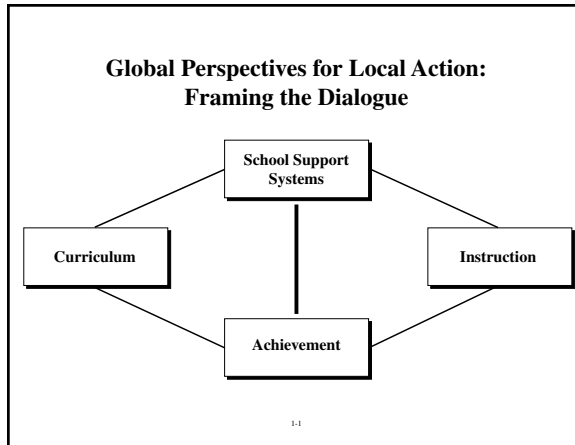 Global Perspectives for Local Action:
Framing the Dialogue
School Support
Systems
Curriculum
Instruction
Achievement
1-1